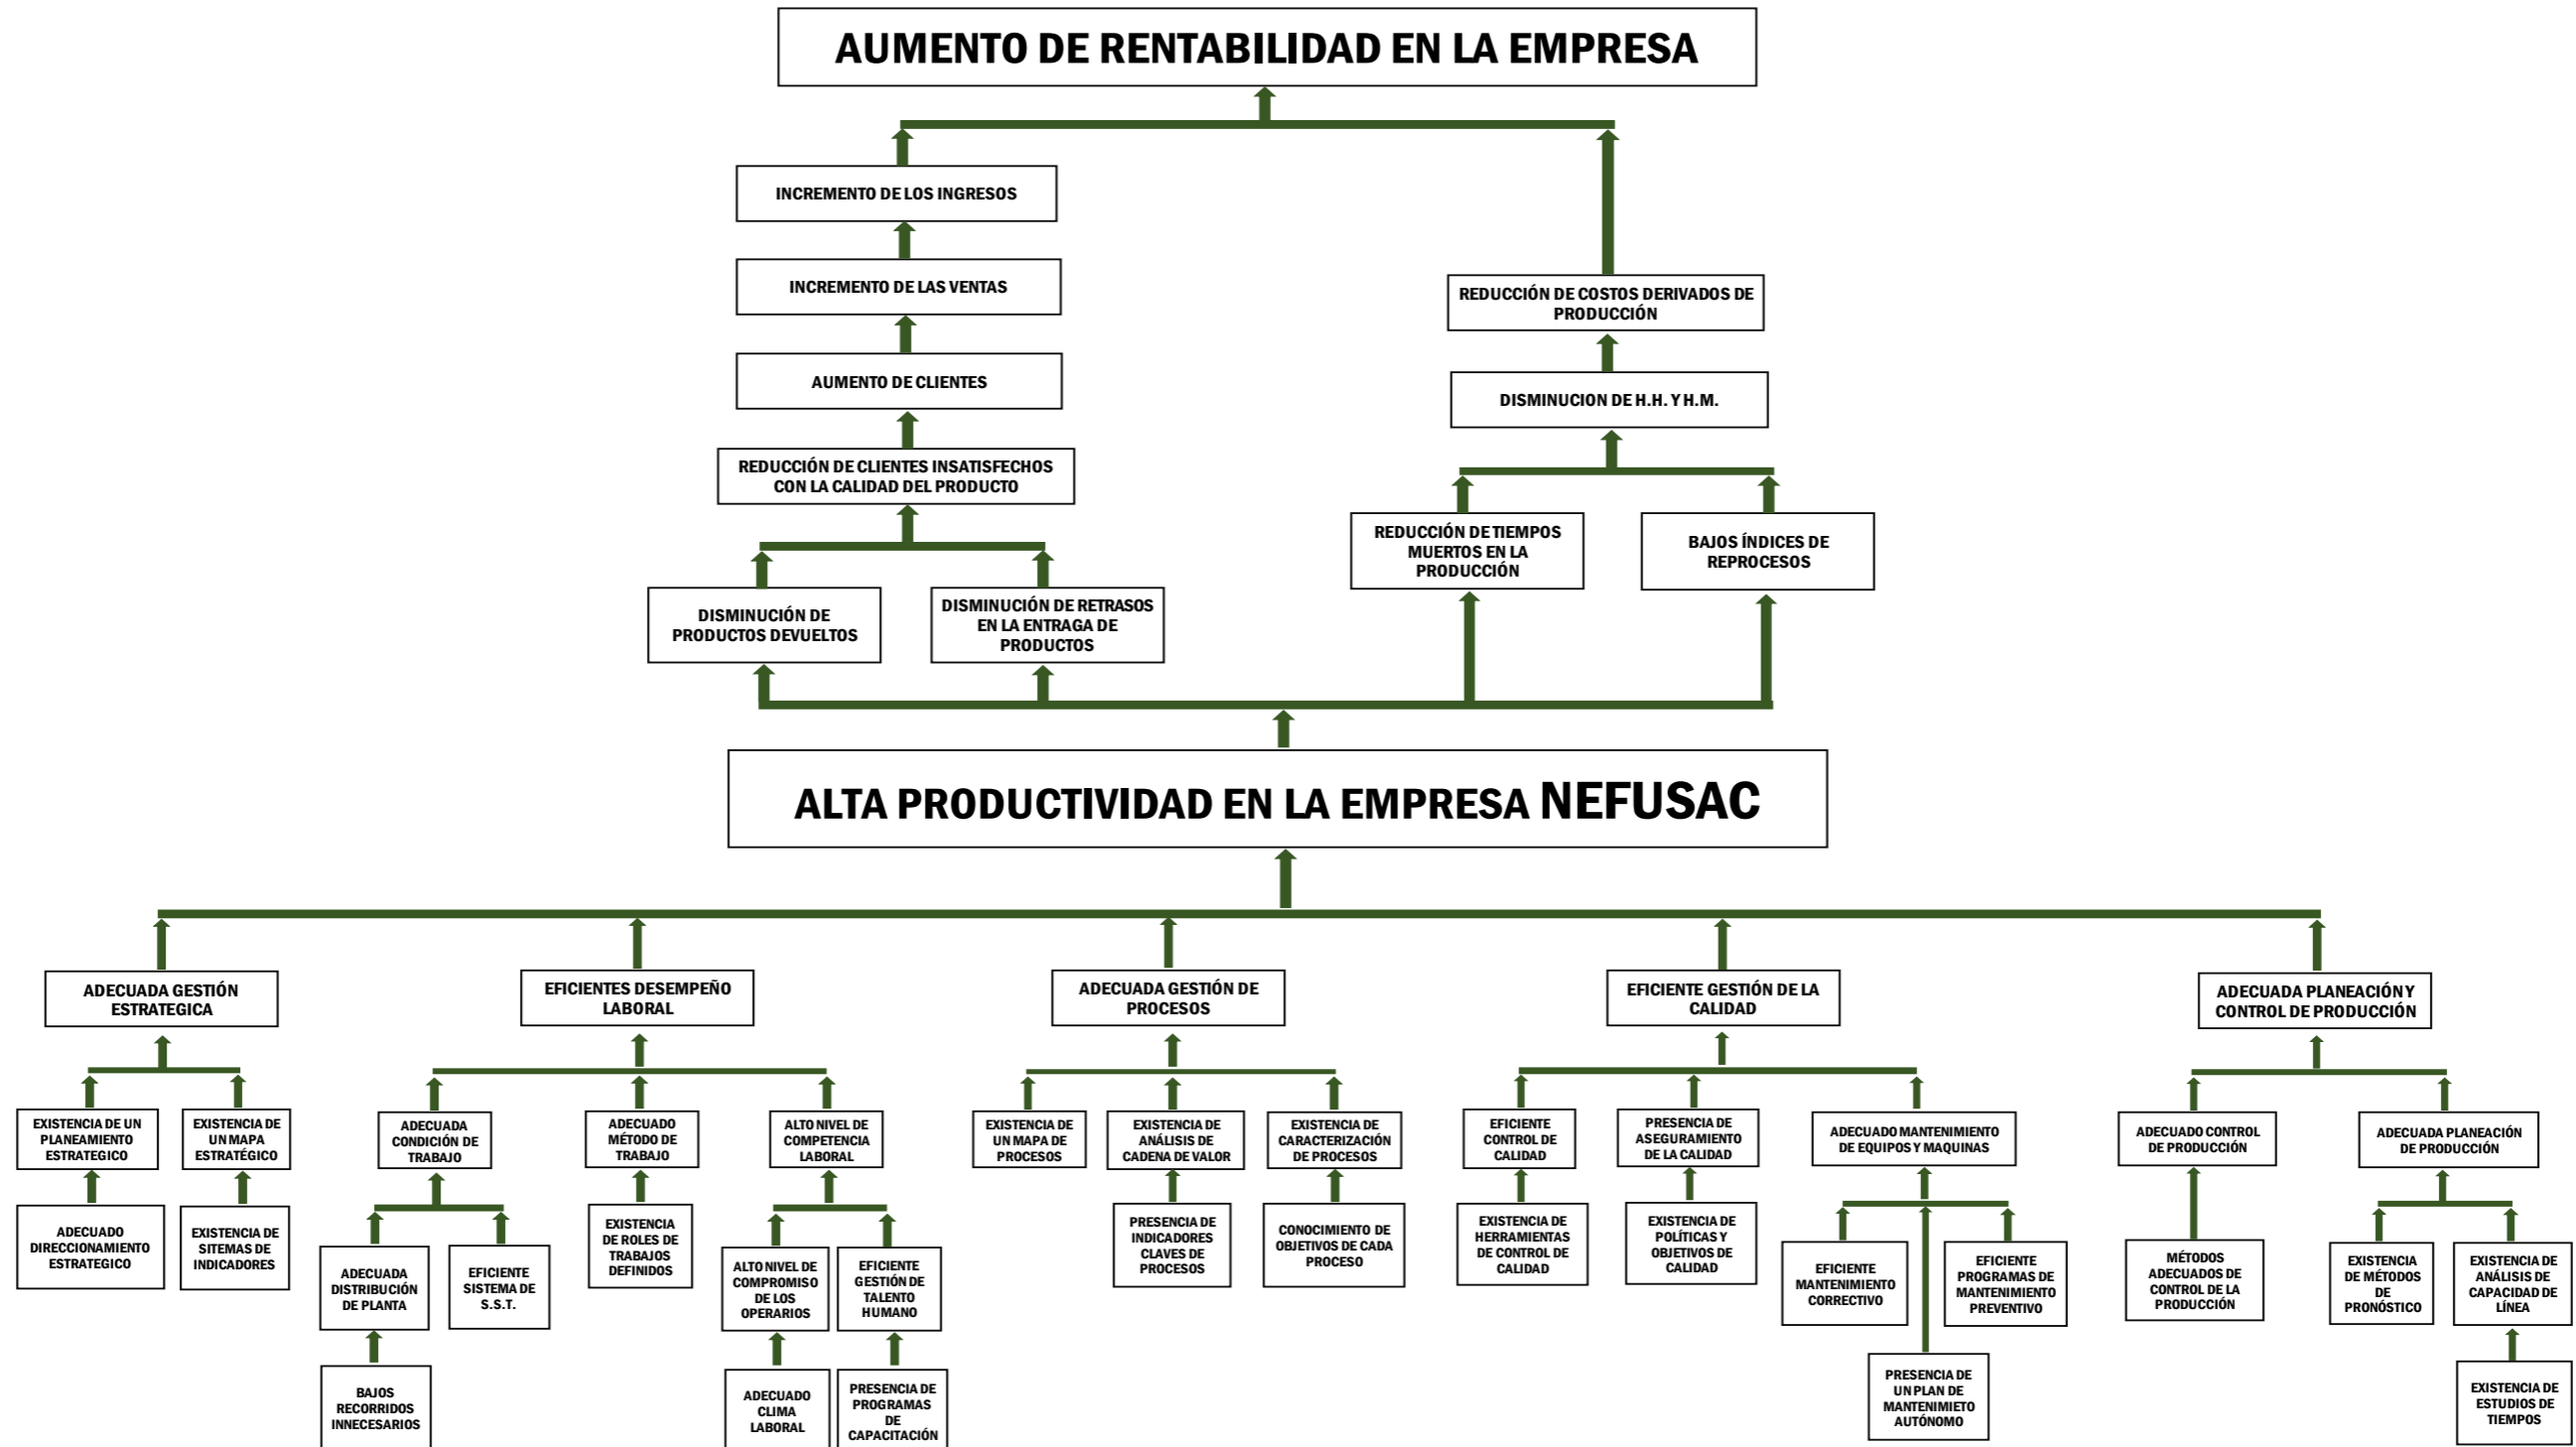 AUMENTO DE RENTABILIDAD EN LA EMPRESA
INCREMENTO DE LOS INGRESOS
INCREMENTO DE LAS VENTAS
AUMENTO DE CLIENTES
REDUCCIÓN DE CLIENTES INSATISFECHOS
CON LA CALIDAD DEL PRODUCTO
DISMINUCIÓN DE
PRODUCTOS DEVUELTOS
DISMINUCIÓN DE RETRASOS
EN LA ENTRAGA DE
PRODUCTOS
REDUCCIÓN DE COSTOS DERIVADOS DE
PRODUCCIÓN
DISMINUCION DE H.H. Y H.M.
REDUCCIÓN DE TIEMPOS
MUERTOS EN LA
PRODUCCIÓN
BAJOS ÍNDICES DE
REPROCESOS
ALTA PRODUCTIVIDAD EN LA EMPRESA NEFUSAC
ADECUADA GESTIÓN
ESTRATEGICA
EXISTENCIA DE UN
PLANEAMIENTO
ESTRATEGICO
EXISTENCIA DE
UN MAPA
ESTRATÉGICO
ADECUADO
DIRECCIONAMIENTO
ESTRATEGICO
EXISTENCIA DE
SITEMAS DE
INDICADORES
EFICIENTES DESEMPEÑO
LABORAL
ADECUADA
CONDICIÓN DE
TRABAJO
ADECUADO
MÉTODO DE
TRABAJO
ALTO NIVEL DE
COMPETENCIA
LABORAL
ADECUADA
DISTRIBUCIÓN
DE PLANTA
EFICIENTE
SISTEMA DE
S.S.T.
EXISTENCIA
DE ROLES DE
TRABAJOS
DEFINIDOS
ALTO NIVEL DE
COMPROMISO
DE LOS
OPERARIOS
EFICIENTE
GESTIÓN DE
TALENTO
HUMANO
BAJOS
RECORRIDOS
INNECESARIOS
ADECUADO
CLIMA
LABORAL
PRESENCIA DE
PROGRAMAS
DE
CAPACITACIÓN
ADECUADA GESTIÓN DE
PROCESOS
EXISTENCIA DE
UN MAPA DE
PROCESOS
EXISTENCIA DE
ANÁLISIS DE
CADENA DE VALOR
EXISTENCIA DE
CARACTERIZACIÓN
DE PROCESOS
PRESENCIA DE
INDICADORES
CLAVES DE
PROCESOS
CONOCIMIENTO DE
OBJETIVOS DE CADA
PROCESO
EFICIENTE GESTIÓN DE LA
CALIDAD
EFICIENTE
CONTROL DE
CALIDAD
PRESENCIA DE
ASEGURAMIENTO
DE LA CALIDAD
ADECUADO MANTENIMIENTO
DE EQUIPOS Y MAQUINAS
EXISTENCIA DE
HERRAMIENTAS
DE CONTROL DE
CALIDAD
EXISTENCIA DE
POLÍTICAS Y
OBJETIVOS DE
CALIDAD
EFICIENTE
MANTENIMIENTO
CORRECTIVO
EFICIENTE
PROGRAMAS DE
MANTENIMIENTO
PREVENTIVO
PRESENCIA DE
UN PLAN DE
MANTENIMIETO
AUTÓNOMO
ADECUADA PLANEACIÓN Y
CONTROL DE PRODUCCIÓN
ADECUADO CONTROL
DE PRODUCCIÓN
ADECUADA PLANEACIÓN
DE PRODUCCIÓN
MÉTODOS
ADECUADOS DE
CONTROL DE LA
PRODUCCIÓN
EXISTENCIA
DE MÉTODOS
DE
PRONÓSTICO
EXISTENCIA DE
ANÁLISIS DE
CAPACIDAD DE
LÍNEA
EXISTENCIA DE
ESTUDIOS DE
TIEMPOS